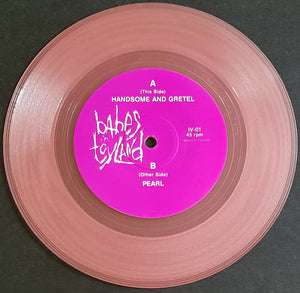 A
(This Side)
HANDSOME AND GRETEL
babes
in
toyland
IV-01
45 rpm
B
(Other Side)
PEARL